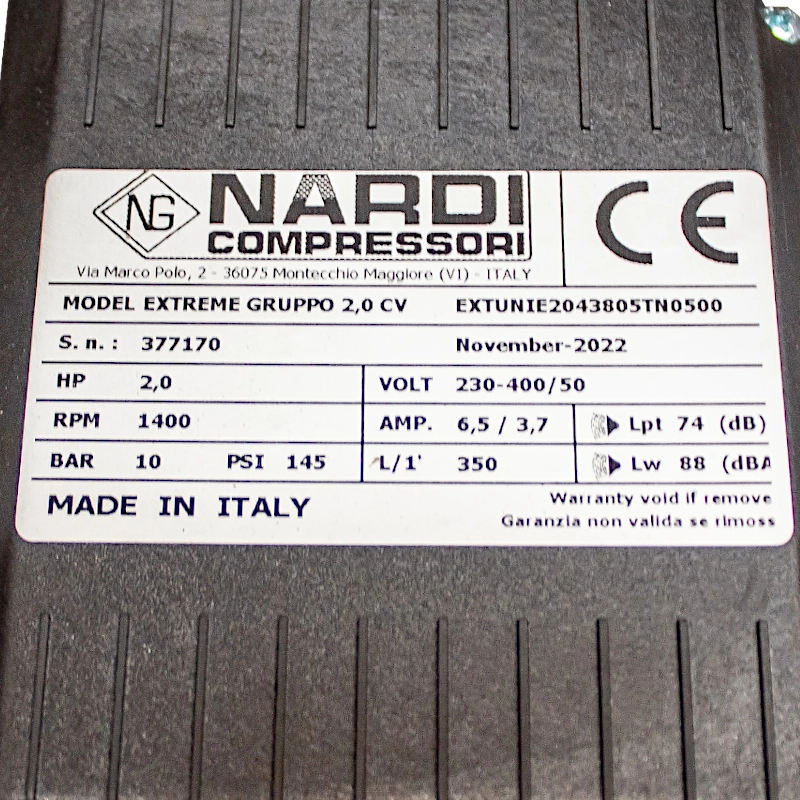 NG
NARDI
COMPRESSORI
CE
Via Marco Polo, 2 - 36075 Montecchio Maggiore (VI) - ITALY
MODEL EXTREME GRUPPO 2,0 CV EXTUNIE2043805TN0500
S. n. : 377170 November-2022
HP 2,0 VOLT 230-400/50
RPM 1400 AMP. 6,5 / 3,7 Lpt 74 (dB)
BAR 10 PSI 145 L/1' 350 Lw 88 (dBA
MADE IN ITALY
Warranty void if remove
Garanzia non valida se rimoss